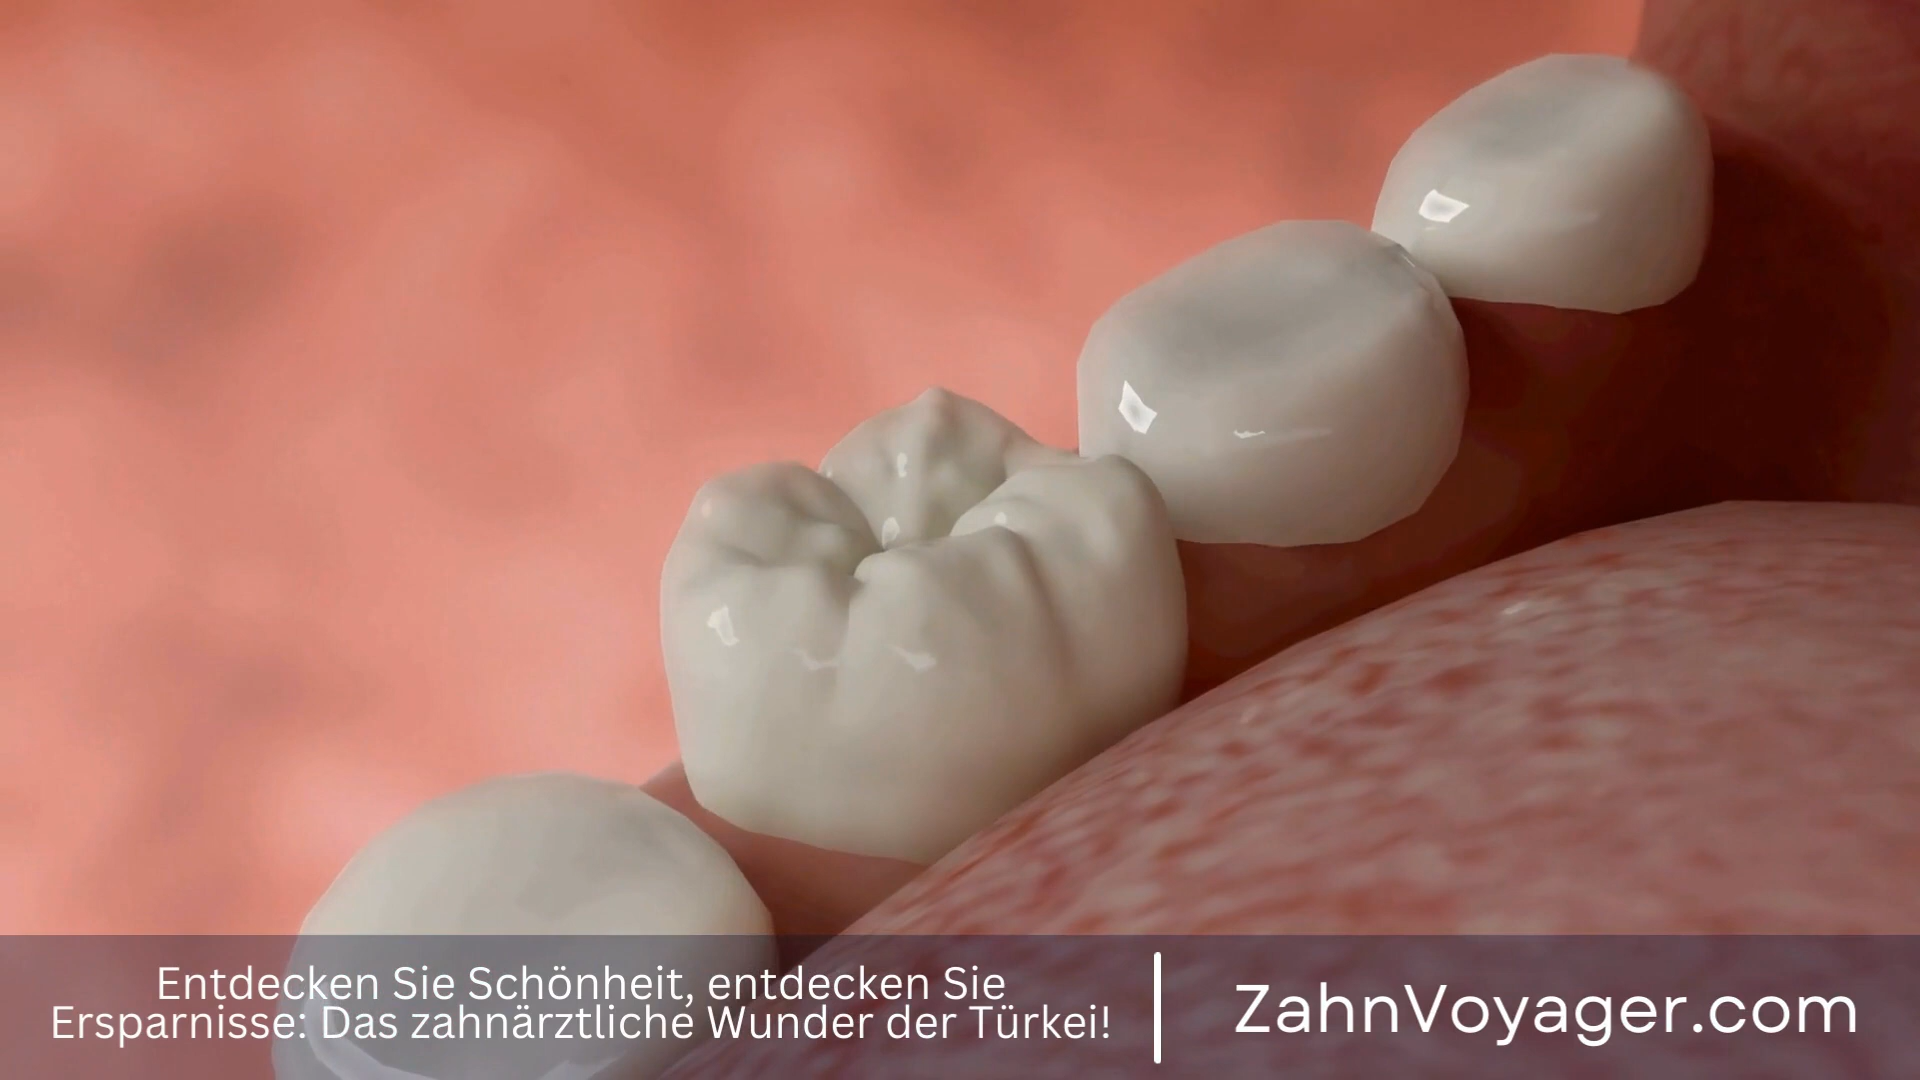 Entdecken Sie Schönheit, entdecken Sie
Ersparnisse: Das zahnärztliche Wunder der Türkei!
ZahnVoyager.com